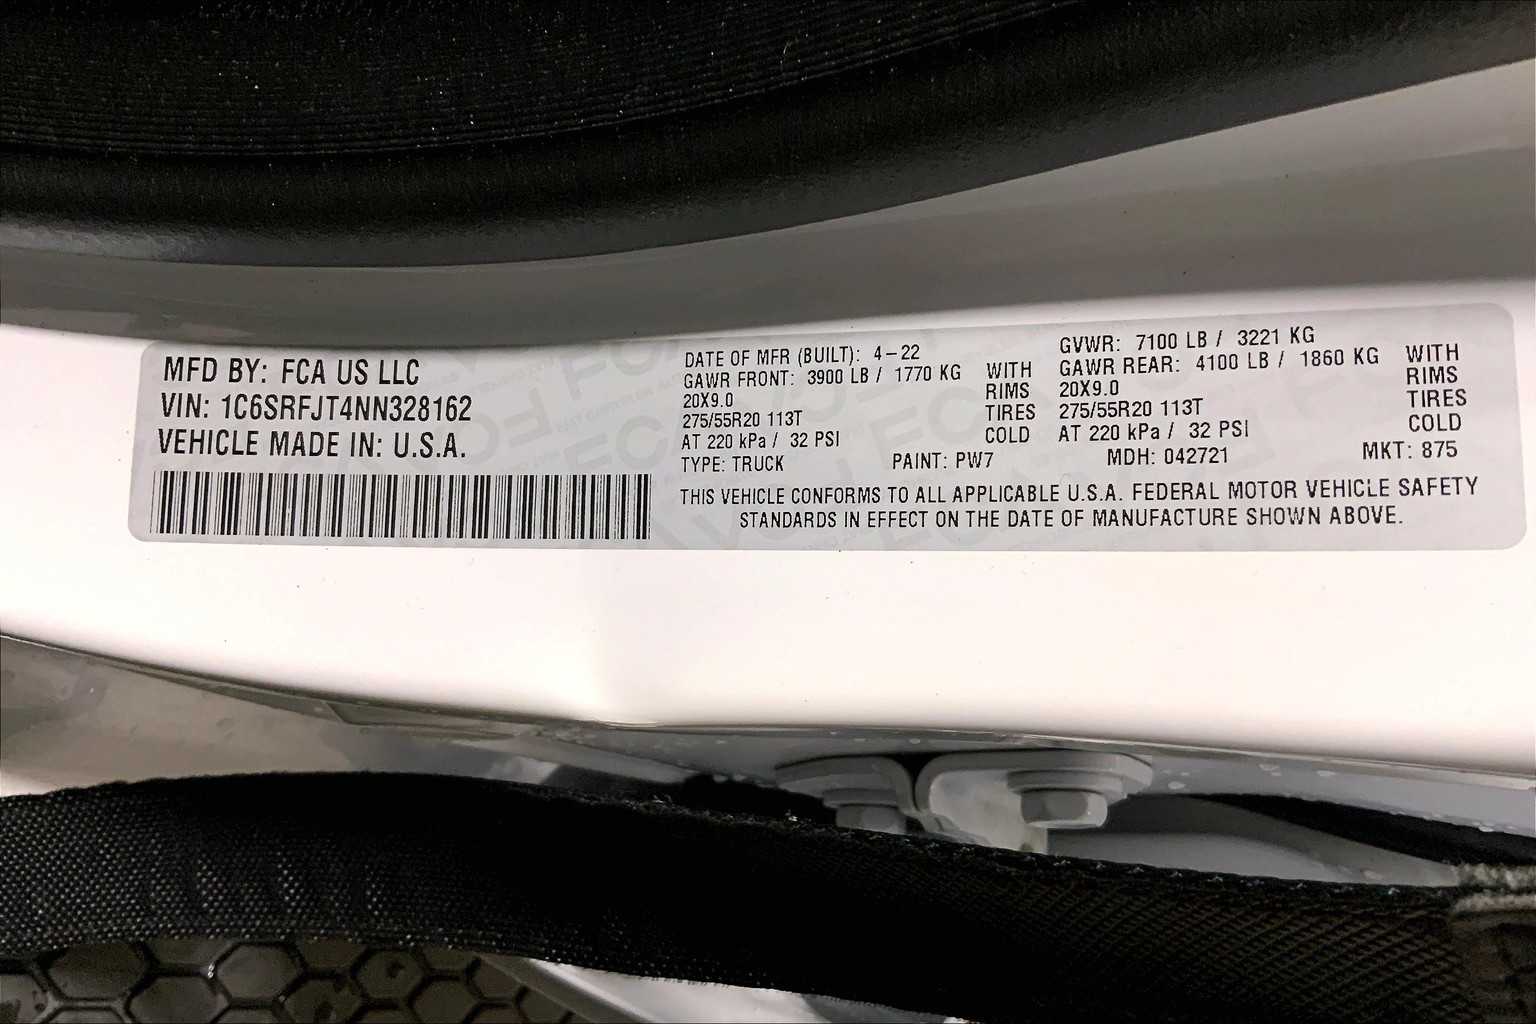 MFD BY: FCA US LLC
VIN: 1C6SRFJT4NN328162
VEHICLE MADE IN: U.S.A.
DATE OF MFR (BUILT): 4-22
GAWR FRONT: 3900 LB / 1770 KG WITH
20X9.0 RIMS
275/55R20 113T TIRES
AT 220 kPa / 32 PSI COLD
GVWR: 7100 LB / 3221 KG
GAWR REAR: 4100 LB / 1860 KG WITH
20X9.0 RIMS
275/55R20 113T TIRES
AT 220 kPa / 32 PSI COLD
TYPE: TRUCK PAINT: PW7 MDH: 042721 MKT: 875
THIS VEHICLE CONFORMS TO ALL APPLICABLE U.S.A. FEDERAL MOTOR VEHICLE SAFETY
STANDARDS IN EFFECT ON THE DATE OF MANUFACTURE SHOWN ABOVE.